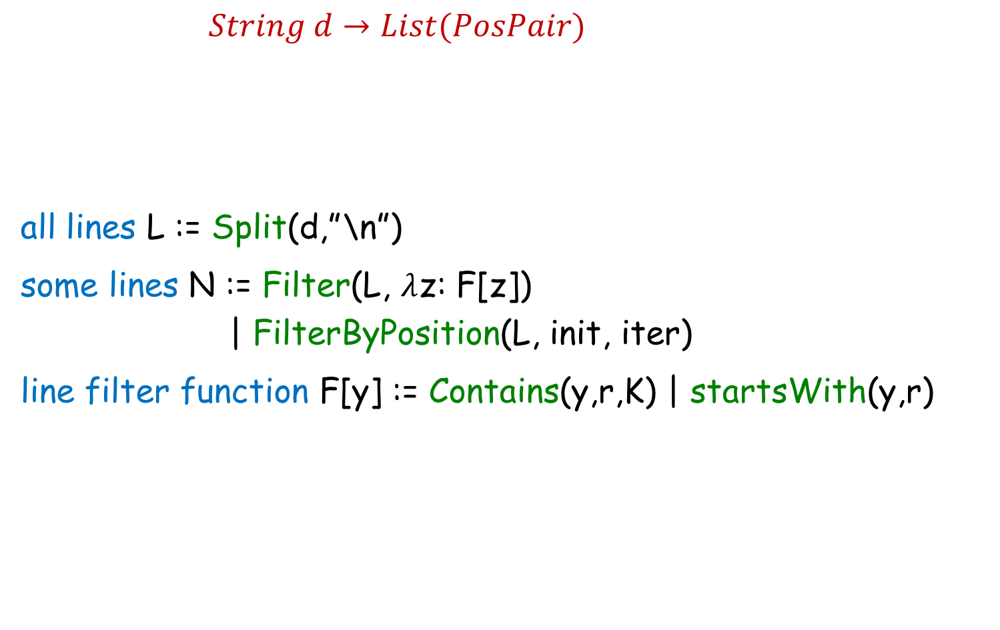 String d → List(PosPair)
all lines L := Split(d,"\n")
some lines N := Filter(L, λz: F[z])
| FilterByPosition(L, init, iter)
line filter function F[y] := Contains(y,r,K) | startsWith(y,r)